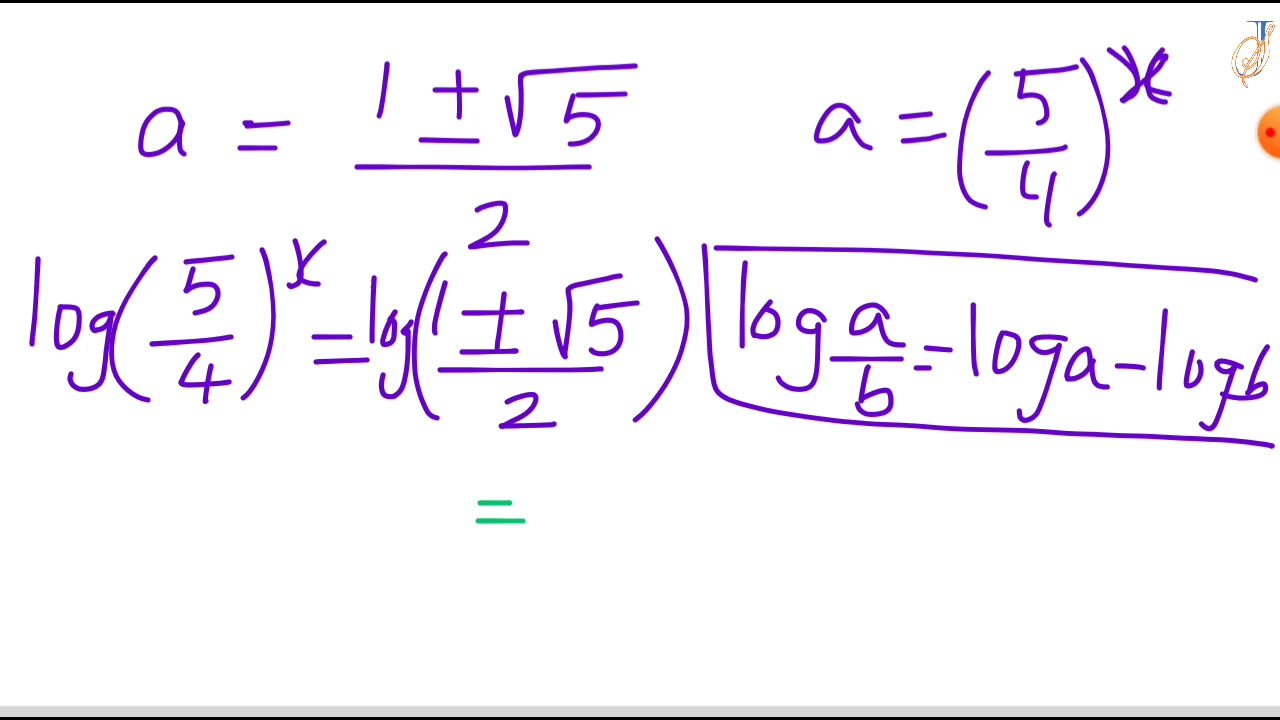 a = (1 ± √5)/2 a = (5/4)^x
log(5/4)^x = log((1 ± √5)/2) log a/b = log a - log b
=